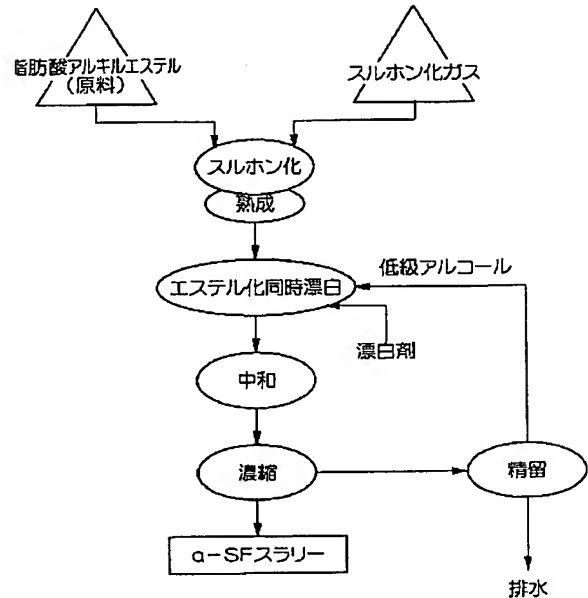 脂肪酸アルキルエステル
(原料)
スルホン化ガス
スルホン化
熟成
低級アルコール
エステル化同時漂白
漂白剤
中和
濃縮
精留
α-SFスラリー
排水